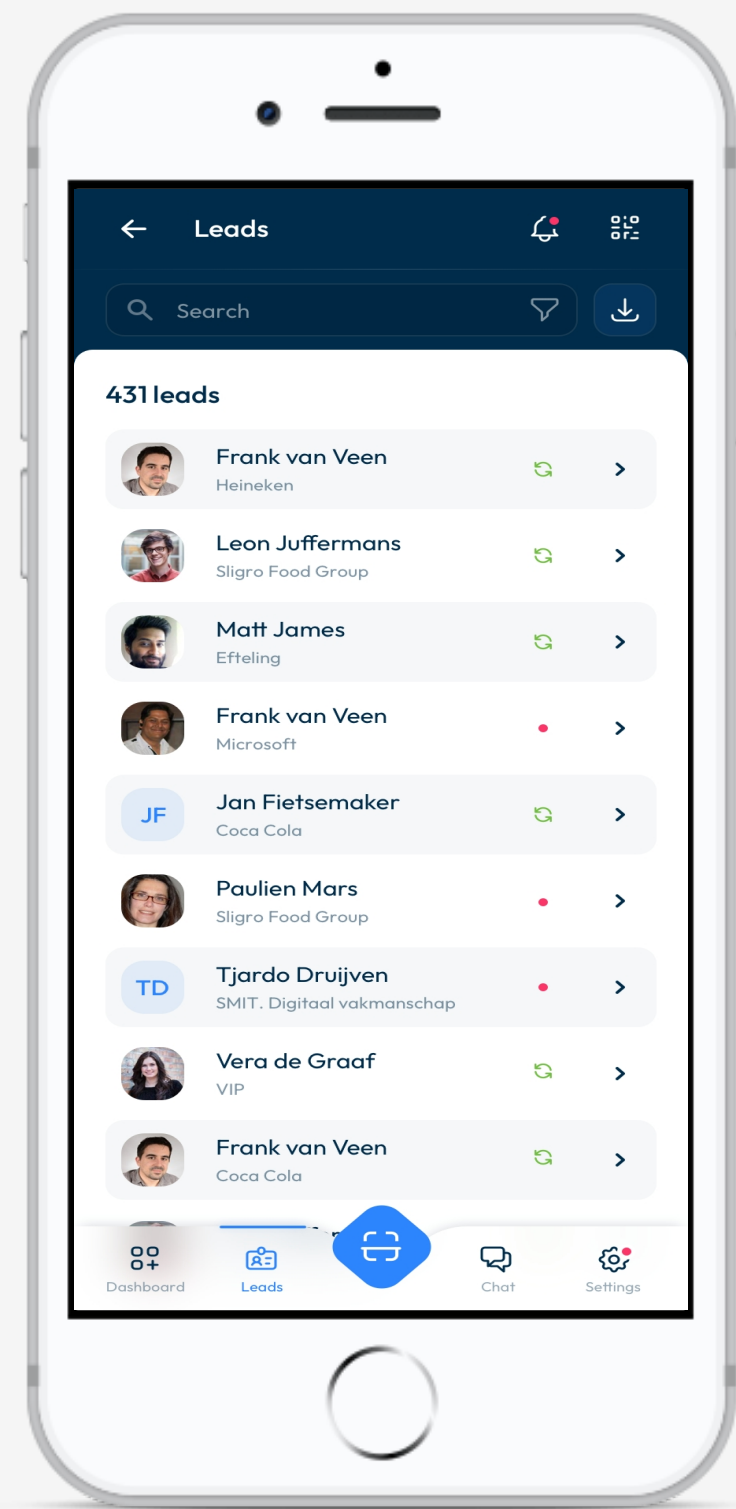 Leads
Search
431 leads
Frank van Veen
Heineken
Leon Juffermans
Sligro Food Group
Matt James
Efteling
Frank van Veen
Microsoft
JF
Jan Fietsemaker
Coca Cola
Paulien Mars
Sligro Food Group
TD
Tjardo Druijven
SMIT. Digitaal vakmanschap
Vera de Graaf
VIP
Frank van Veen
Coca Cola
Dashboard
Leads
Chat
Settings